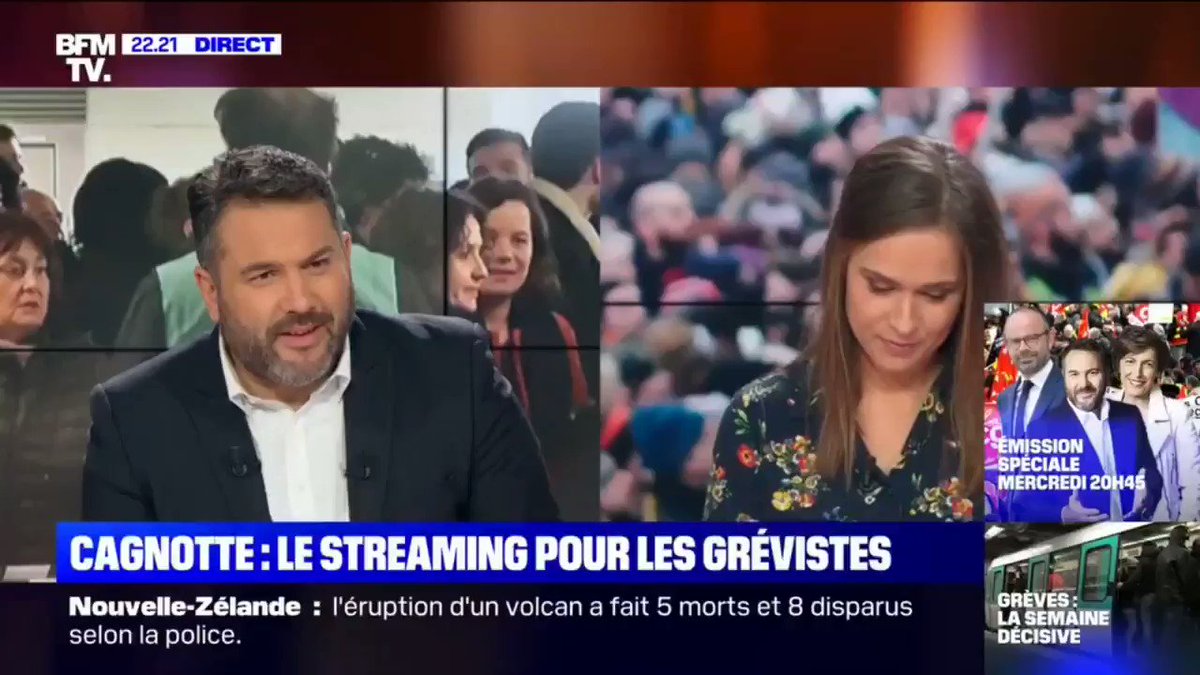 BFM
TV.
22.21 DIRECT
ÉMISSION
SPÉCIALE
MERCREDI 20H45
CAGNOTTE : LE STREAMING POUR LES GRÉVISTES
Nouvelle-Zélande : l'éruption d'un volcan a fait 5 morts et 8 disparus
selon la police.
GRÈVES :
LA SEMAINE
DÉCISIVE